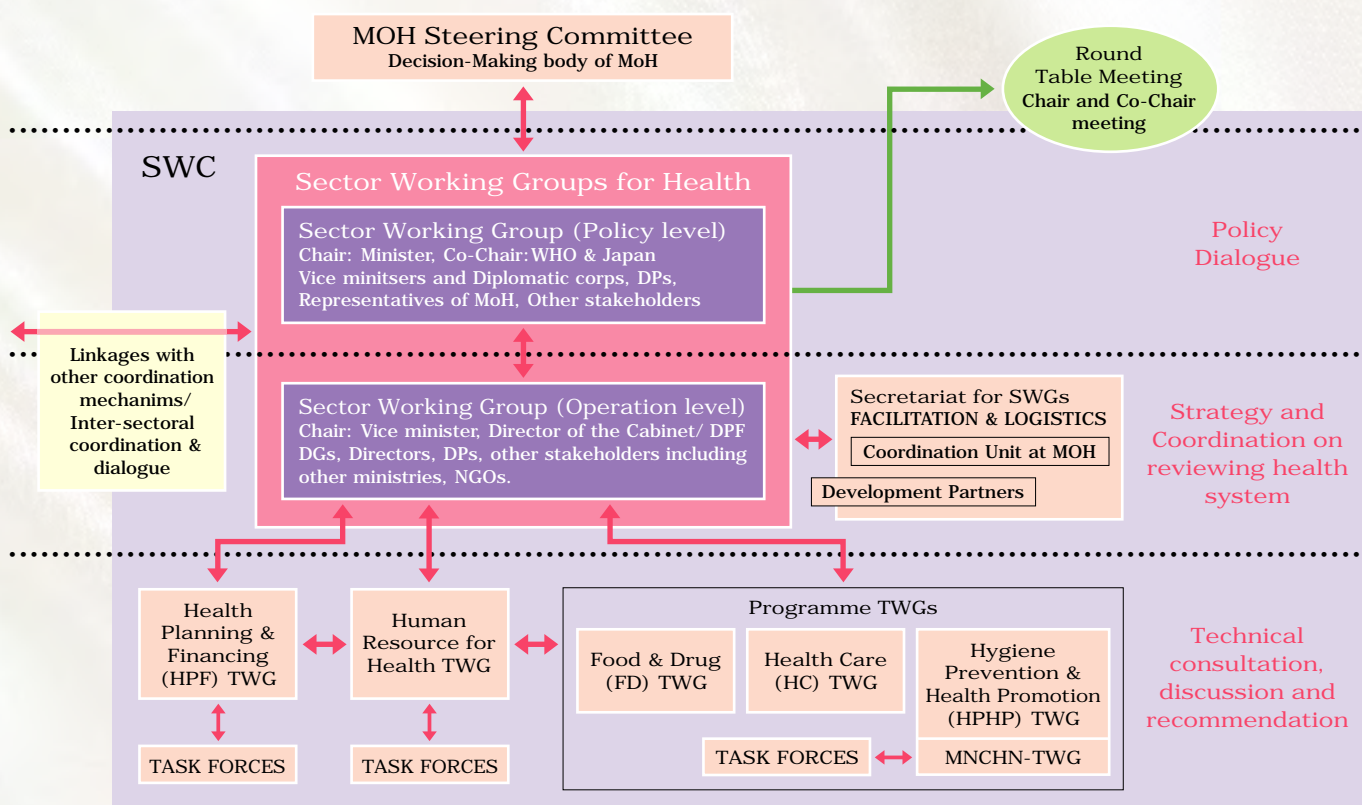 MOH Steering Committee
Decision-Making body of MoH
Round
Table Meeting
Chair and Co-Chair
meeting
SWC
Sector Working Groups for Health
Sector Working Group (Policy level)
Chair: Minister, Co-Chair:WHO & Japan
Vice minitsers and Diplomatic corps, DPs,
Representatives of MoH, Other stakeholders
Policy
Dialogue
Linkages with
other coordination
mechanims/
Inter-sectoral
coordination &
dialogue
Sector Working Group (Operation level)
Chair: Vice minister, Director of the Cabinet/ DPF
DGs, Directors, DPs, other stakeholders including
other ministries, NGOs.
Secretariat for SWGs
FACILITATION & LOGISTICS
Coordination Unit at MOH
Development Partners
Strategy and
Coordination on
reviewing health
system
Health
Planning &
Financing
(HPF) TWG
Human
Resource for
Health TWG
Programme TWGs
Food & Drug
(FD) TWG
Health Care
(HC) TWG
Hygiene
Prevention &
Health Promotion
(HPHP) TWG
Technical
consultation,
discussion and
recommendation
TASK FORCES
TASK FORCES
TASK FORCES
MNCHN-TWG